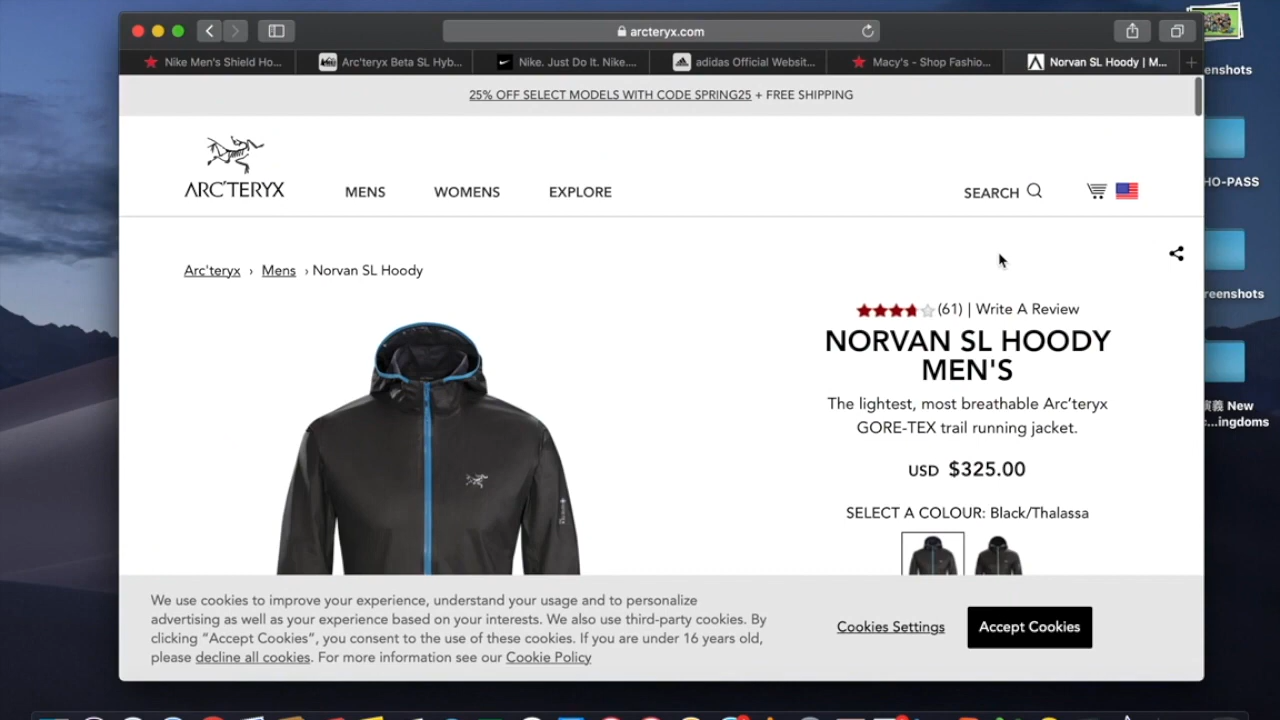 arcteryx.com
Nike Men's Shield Ho...
Arc'teryx Beta SL Hyb...
Nike. Just Do It. Nike....
adidas Official Websit...
Macy's - Shop Fashio...
Norvan SL Hoody | M...
25% OFF SELECT MODELS WITH CODE SPRING25 + FREE SHIPPING
ARC'TERYX
MENS
WOMENS
EXPLORE
SEARCH
Arc'teryx › Mens › Norvan SL Hoody
(61) | Write A Review
NORVAN SL HOODY
MEN'S
The lightest, most breathable Arc'teryx
GORE-TEX trail running jacket.
USD $325.00
SELECT A COLOUR: Black/Thalassa
We use cookies to improve your experience, understand your usage and to personalize
advertising as well as your experience based on your interests. We also use third-party cookies. By
clicking “Accept Cookies”, you consent to the use of these cookies. If you are under 16 years old,
please decline all cookies. For more information see our Cookie Policy
Cookies Settings
Accept Cookies
enshots
HO-PASS
reenshots
義 New
...ingdoms